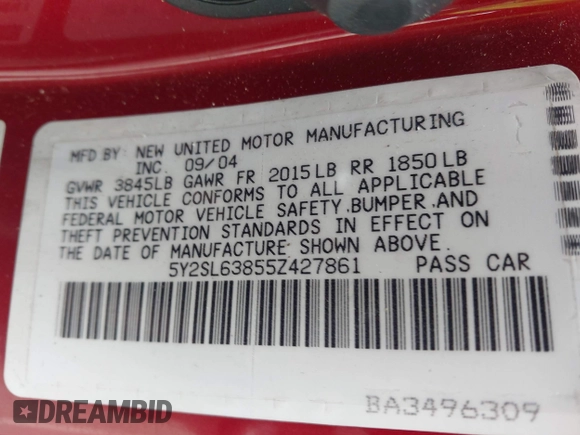 MFD BY: NEW UNITED MOTOR MANUFACTURING
INC. 09/04
GVWR 3845LB GAWR FR 2015LB RR 1850LB
THIS VEHICLE CONFORMS TO ALL APPLICABLE
FEDERAL MOTOR VEHICLE SAFETY,BUMPER,AND
THEFT PREVENTION STANDARDS IN EFFECT ON
THE DATE OF MANUFACTURE SHOWN ABOVE.
5Y2SL63855Z427861 PASS CAR
BA3496309
DREAMBID